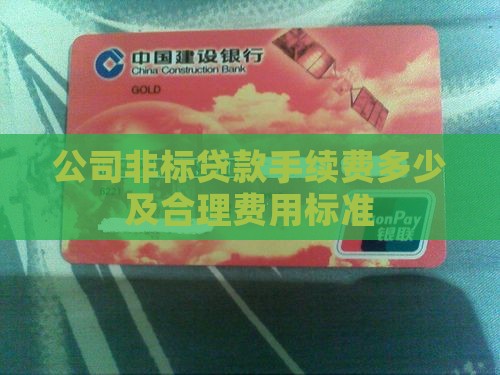 中国建设银行
China Construction Bank
GOLD
公司非标贷款手续费多少
及合理费用标准
onPay
银联